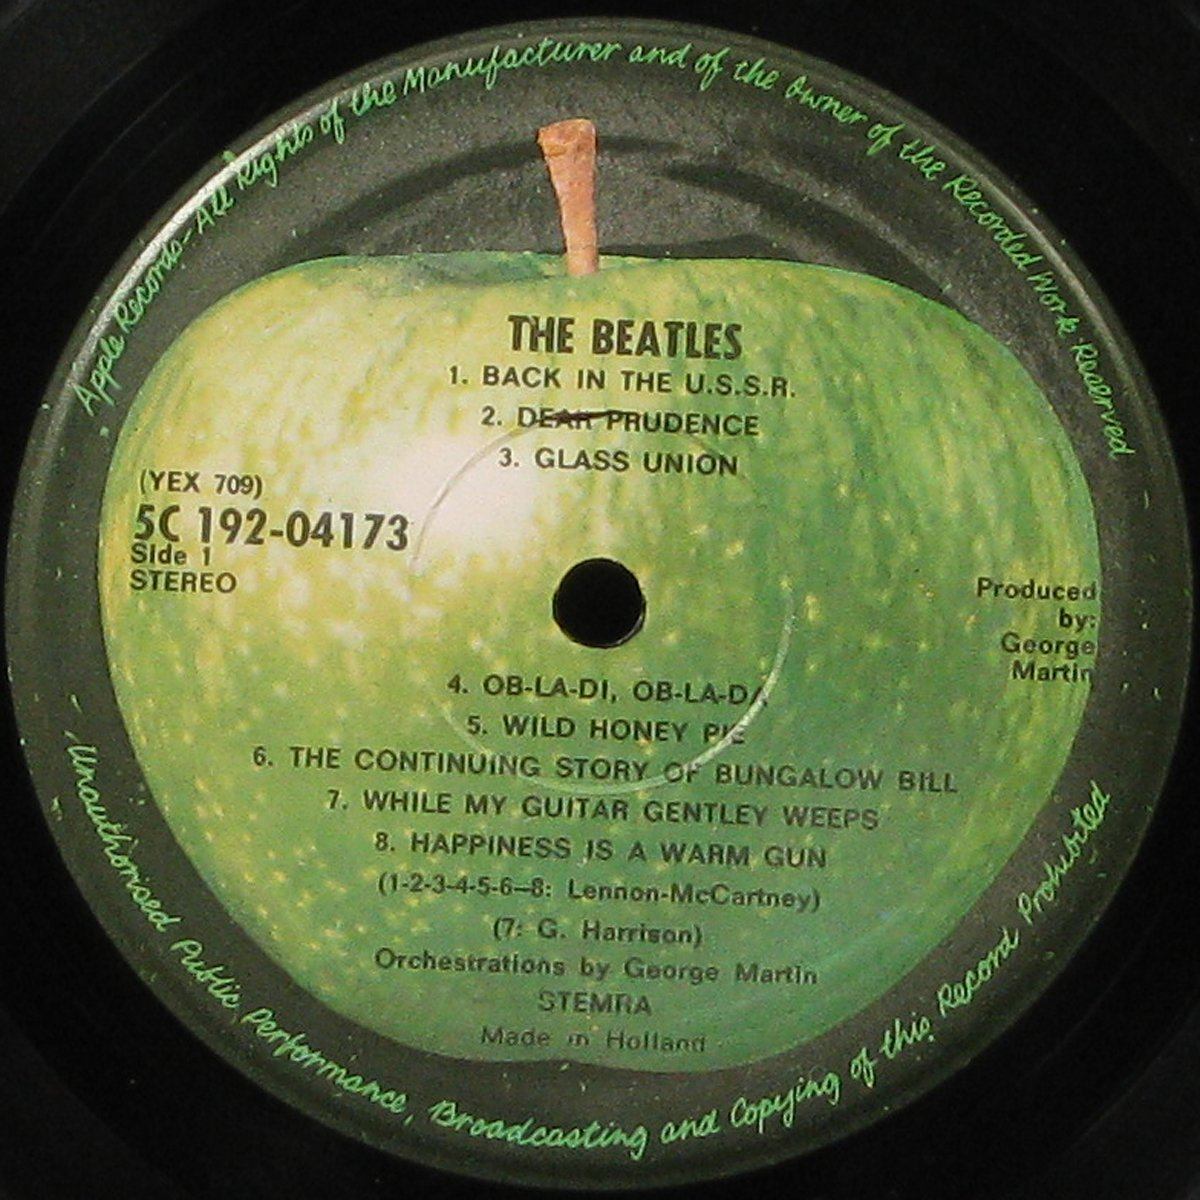 Apple Records-All Rights of the Manufacturer and of the Owner of the Recorded Work Reserved
THE BEATLES
1. BACK IN THE U.S.S.R.
2. DEAR PRUDENCE
3. GLASS UNION
(YEX 709)
5C 192-04173
Side 1
STEREO
Produced
by:
George
Martin
4. OB-LA-DI, OB-LA-DA
5. WILD HONEY PIE
6. THE CONTINUING STORY OF BUNGALOW BILL
7. WHILE MY GUITAR GENTLEY WEEPS
8. HAPPINESS IS A WARM GUN
(1-2-3-4-5-6–8: Lennon-McCartney)
(7: G. Harrison)
Orchestrations by George Martin
STEMRA
Made in Holland
Unauthorised Public Performance, Broadcasting and Copying of this Record Prohibited